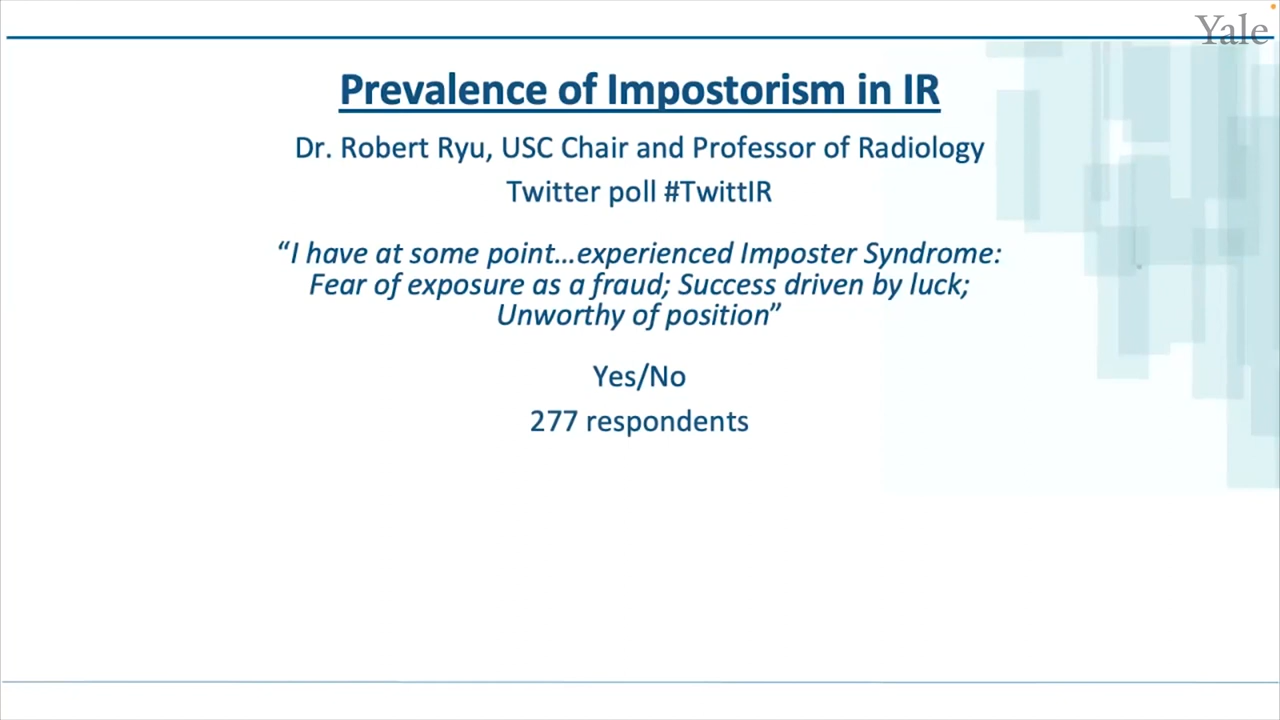 Yale
Prevalence of Impostorism in IR
Dr. Robert Ryu, USC Chair and Professor of Radiology
Twitter poll #TwittIR
“I have at some point…experienced Imposter Syndrome:
Fear of exposure as a fraud; Success driven by luck;
Unworthy of position”
Yes/No
277 respondents